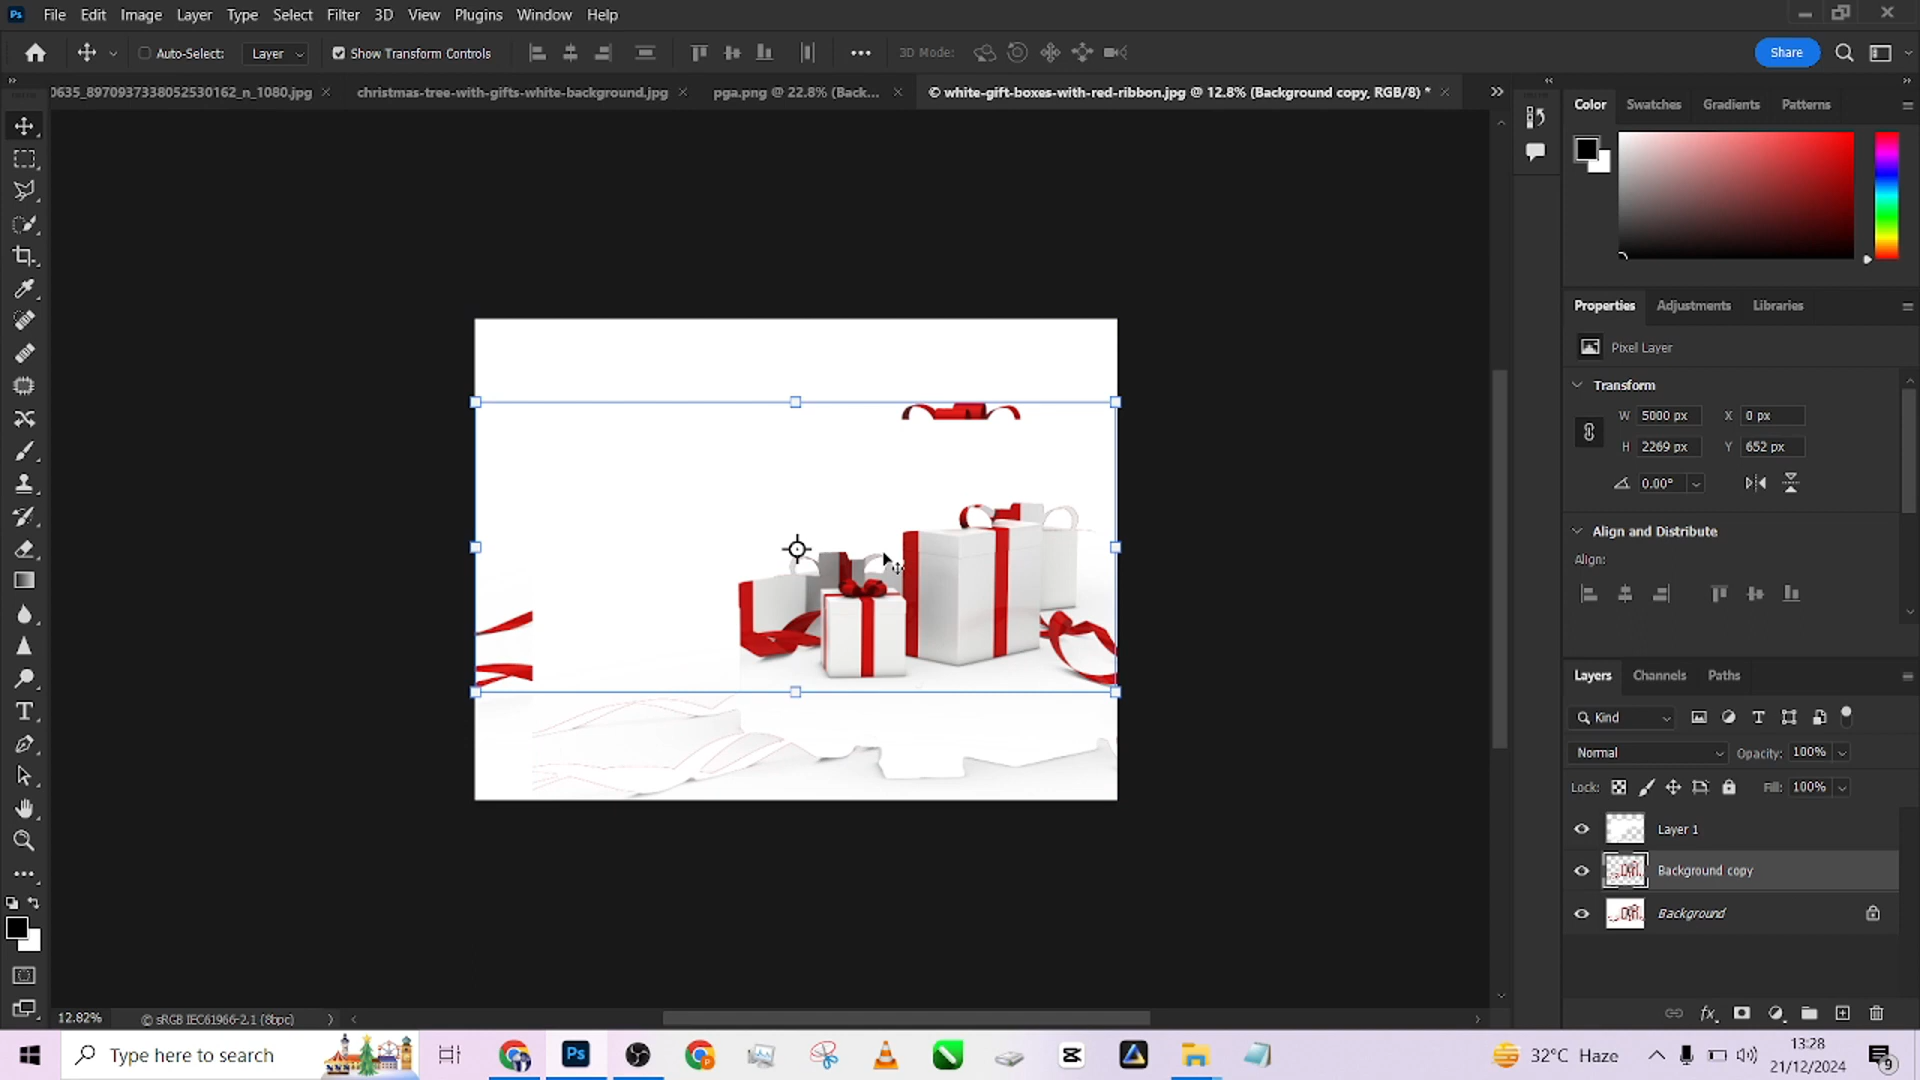 File Edit Image Layer Type Select Filter 3D View Plugins Window Help
Auto-Select: Layer Show Transform Controls 3D Mode: Share
0635_8970937338052530162_n_1080.jpg christmas-tree-with-gifts-white-background.jpg pga.png @ 22.8% (Back... © white-gift-boxes-with-red-ribbon.jpg @ 12.8% (Background copy, RGB/8) *
Color Swatches Gradients Patterns
Properties Adjustments Libraries
Pixel Layer
Transform
W 5000 px X 0 px
H 2269 px Y 652 px
0.00°
Align and Distribute
Align:
Layers Channels Paths
Kind
Normal Opacity: 100%
Lock: Fill: 100%
Layer 1
Background copy
Background
12.82% © sRGB IEC61966-2.1 (8bpc)
Type here to search
32°C Haze
13:28
21/12/2024
9